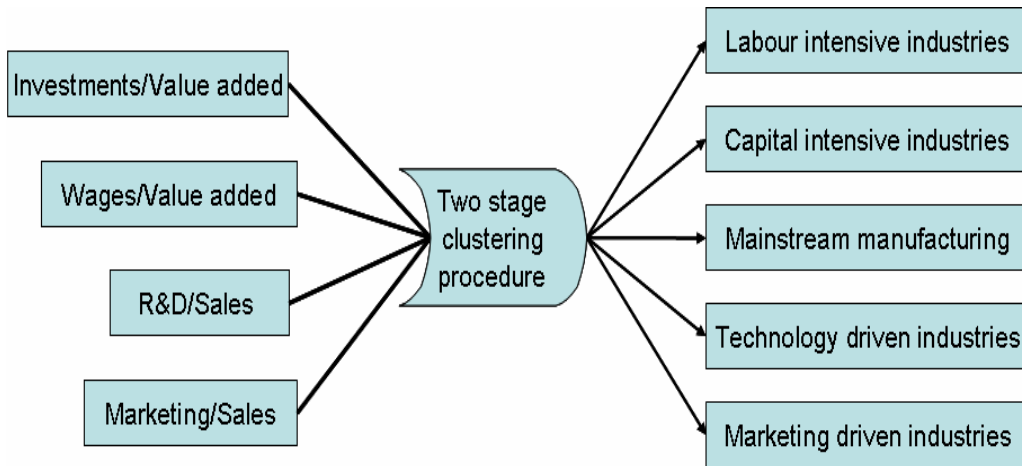 Investments/Value added
Wages/Value added
R&D/Sales
Marketing/Sales
Two stage
clustering
procedure
Labour intensive industries
Capital intensive industries
Mainstream manufacturing
Technology driven industries
Marketing driven industries